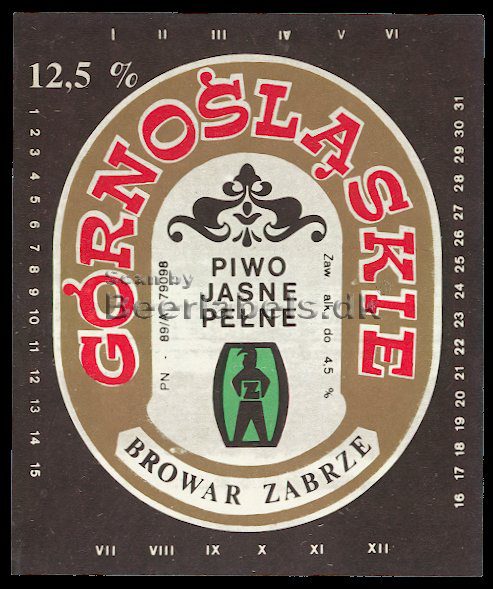 I II III IV V VI
12,5 %
GÓRNOŚLĄSKIE
1 2 3 4 5 6 7 8 9 10 11 12 13 14 15
16 17 18 19 20 21 22 23 24 25 26 27 28 29 30 31
PIWO
JASNE
PEŁNE
PN - 89/A-79098
Zaw. alk. do 4,5 %
Scan by
Beerlabels.dk
Z
BROWAR ZABRZE
VII VIII IX X XI XII